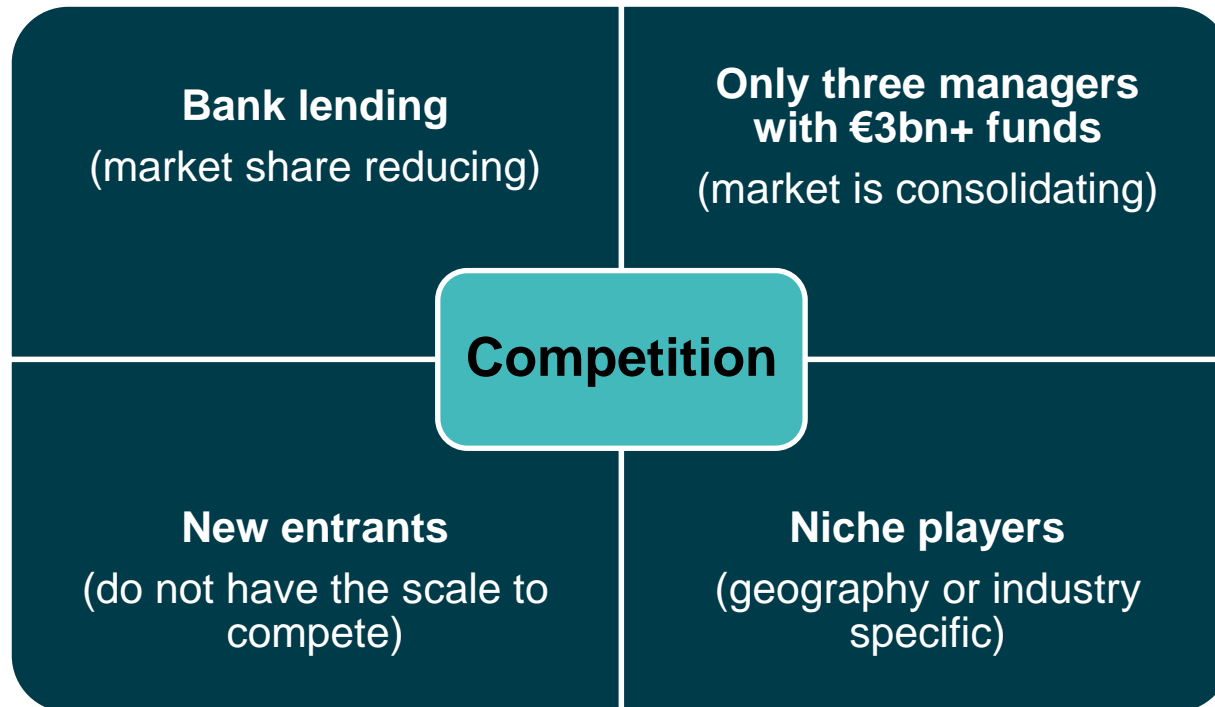 Bank lending
(market share reducing)
Only three managers
with €3bn+ funds
(market is consolidating)
Competition
New entrants
(do not have the scale to
compete)
Niche players
(geography or industry
specific)